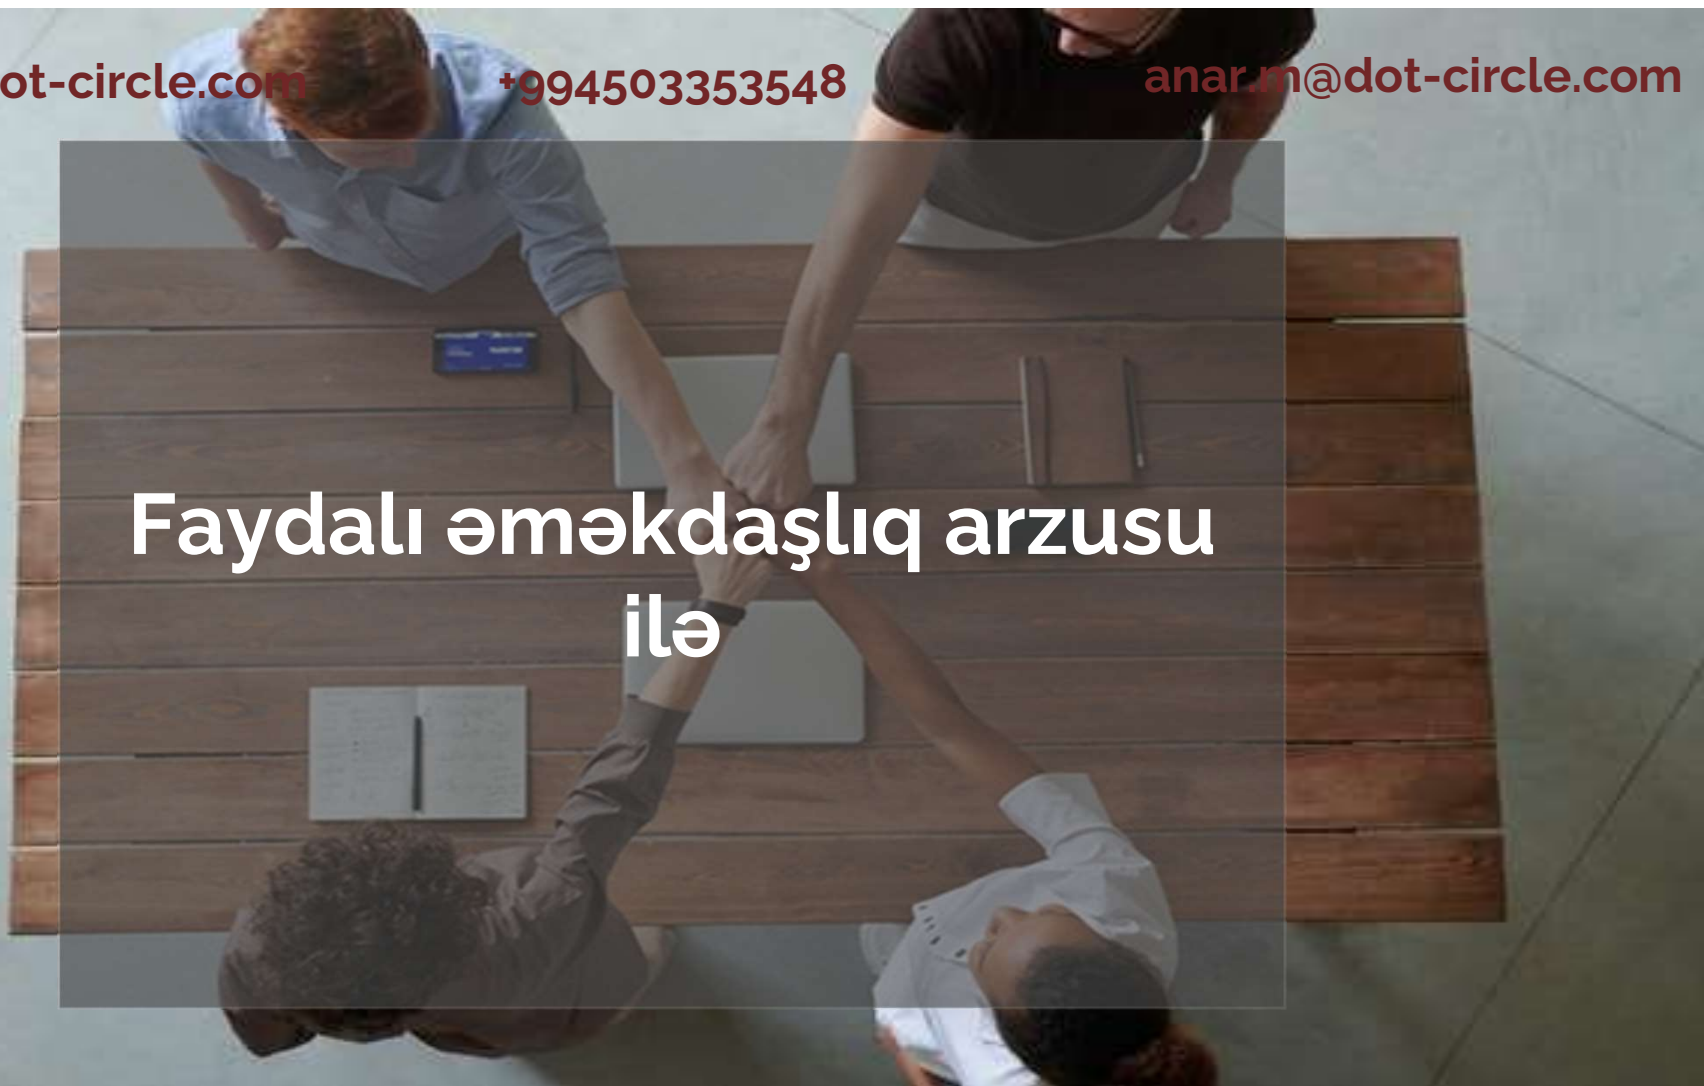 ot-circle.com +994503353548 anar.m@dot-circle.com
Faydalı əməkdaşlıq arzusu
ilə